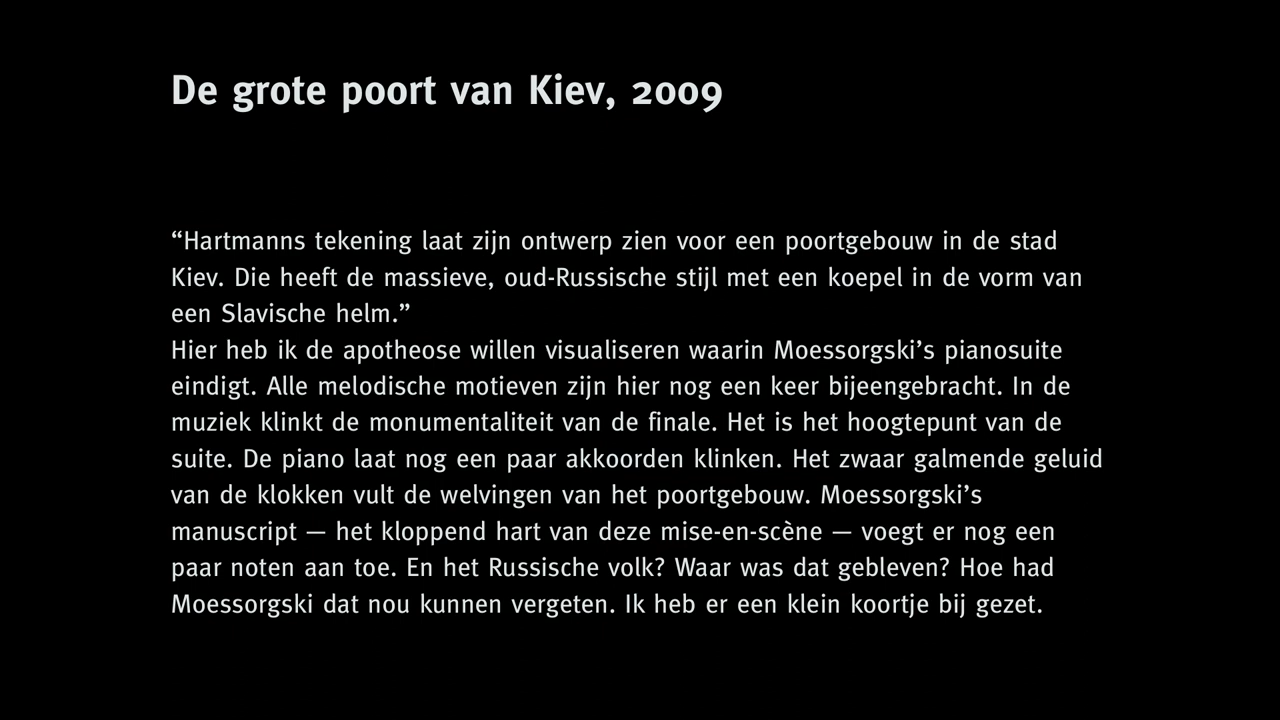 De grote poort van Kiev, 2009
“Hartmanns tekening laat zijn ontwerp zien voor een poortgebouw in de stad
Kiev. Die heeft de massieve, oud-Russische stijl met een koepel in de vorm van
een Slavische helm.”
Hier heb ik de apotheose willen visualiseren waarin Moessorgski’s pianosuite
eindigt. Alle melodische motieven zijn hier nog een keer bijeengebracht. In de
muziek klinkt de monumentaliteit van de finale. Het is het hoogtepunt van de
suite. De piano laat nog een paar akkoorden klinken. Het zwaar galmende geluid
van de klokken vult de welvingen van het poortgebouw. Moessorgski’s
manuscript — het kloppend hart van deze mise-en-scène — voegt er nog een
paar noten aan toe. En het Russische volk? Waar was dat gebleven? Hoe had
Moessorgski dat nou kunnen vergeten. Ik heb er een klein koortje bij gezet.